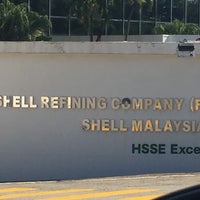 SHELL REFINING COMPANY (F
SHELL MALAYSIA
HSSE Exce